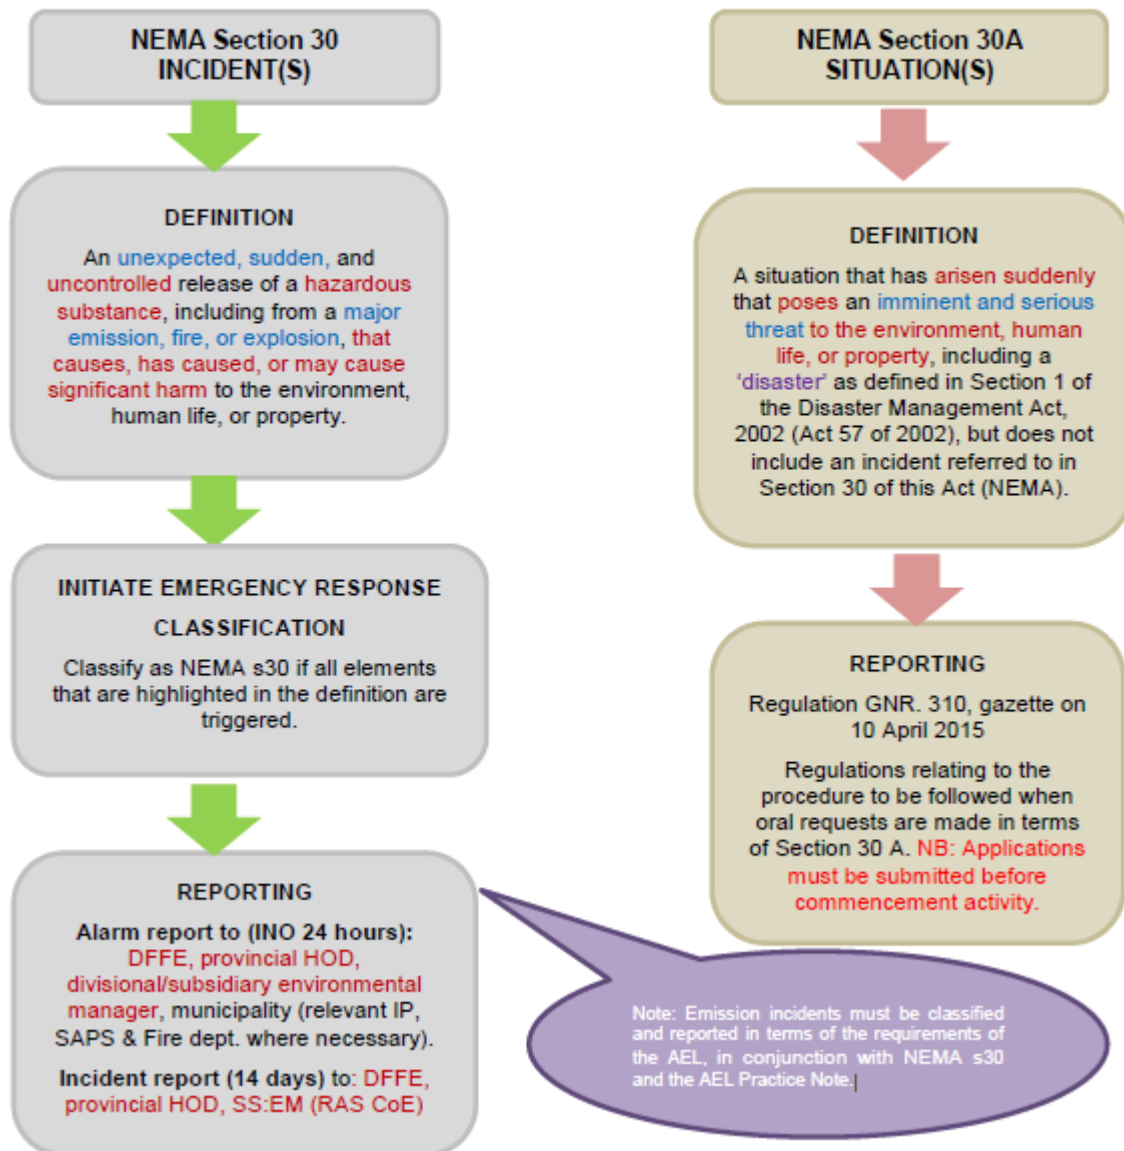 NEMA Section 30
INCIDENT(S)
DEFINITION
An unexpected, sudden, and
uncontrolled release of a hazardous
substance, including from a major
emission, fire, or explosion, that
causes, has caused, or may cause
significant harm to the environment,
human life, or property.
INITIATE EMERGENCY RESPONSE
CLASSIFICATION
Classify as NEMA s30 if all elements
that are highlighted in the definition are
triggered.
REPORTING
Alarm report to (INO 24 hours):
DFFE, provincial HOD,
divisional/subsidiary environmental
manager, municipality (relevant IP,
SAPS & Fire dept. where necessary).
Incident report (14 days) to: DFFE,
provincial HOD, SS:EM (RAS CoE)
NEMA Section 30A
SITUATION(S)
DEFINITION
A situation that has arisen suddenly
that poses an imminent and serious
threat to the environment, human
life, or property, including a
‘disaster’ as defined in Section 1 of
the Disaster Management Act,
2002 (Act 57 of 2002), but does not
include an incident referred to in
Section 30 of this Act (NEMA).
REPORTING
Regulation GNR. 310, gazette on
10 April 2015
Regulations relating to the
procedure to be followed when
oral requests are made in terms
of Section 30 A. NB: Applications
must be submitted before
commencement activity.
Note: Emission incidents must be classified
and reported in terms of the requirements of
the AEL, in conjunction with NEMA s30
and the AEL Practice Note.